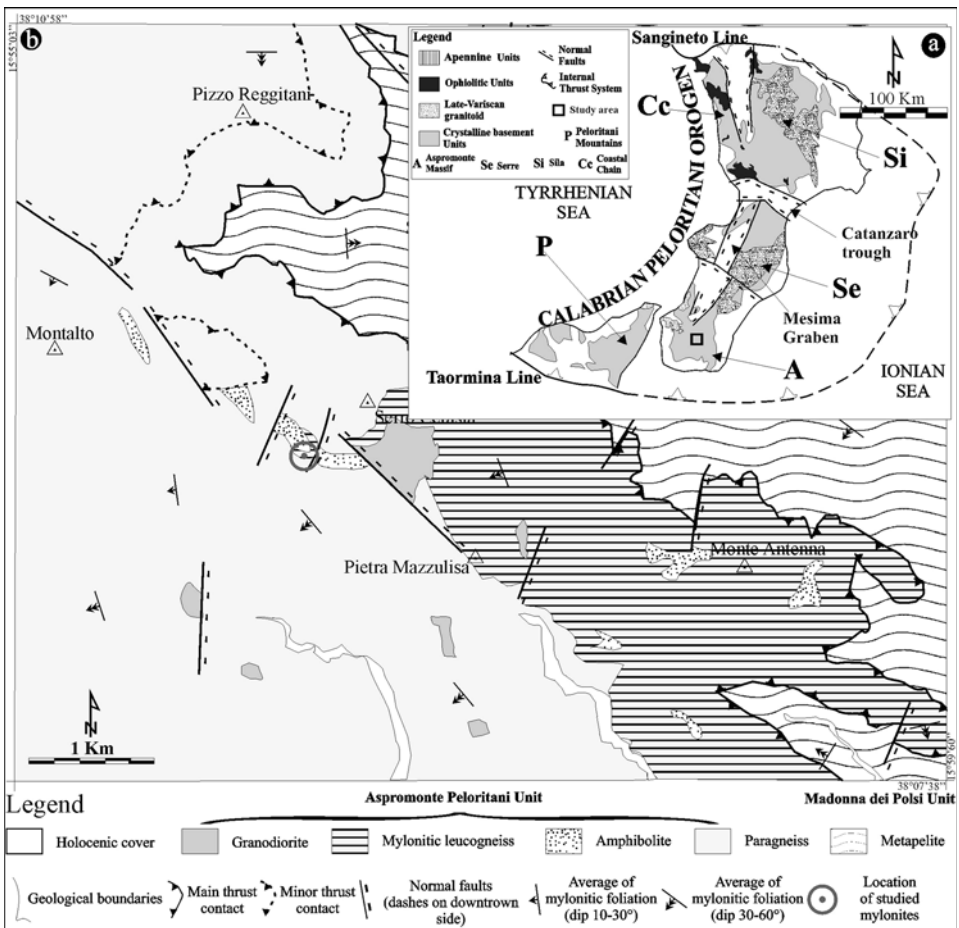 38°10'58"
15°55'03"
b
Pizzo Reggitani
Montalto
Pietra Mazzulisa
Monte Antenna
N
1 Km
15°59'60"
38°07'38"
a
Legend
Apennine Units
Normal Faults
Ophiolitic Units
Internal Thrust System
Late-Variscan granitoid
Study area
Crystalline basement Units
P Peloritani Mountains
A Aspromonte Massif
Se Serre
Si Sila
Cc Coastal Chain
Sangineto Line
N
100 Km
Cc
Si
TYRRHENIAN SEA
CALABRIAN PELORITANI OROGEN
Catanzaro trough
P
Se
Mesima Graben
A
Taormina Line
IONIAN SEA
Legend
Aspromonte Peloritani Unit
Madonna dei Polsi Unit
Holocenic cover
Granodiorite
Mylonitic leucogneiss
Amphibolite
Paragneiss
Metapelite
Geological boundaries
Main thrust contact
Minor thrust contact
Normal faults (dashes on downtrown side)
Average of mylonitic foliation (dip 10-30°)
Average of mylonitic foliation (dip 30-60°)
Location of studied mylonites